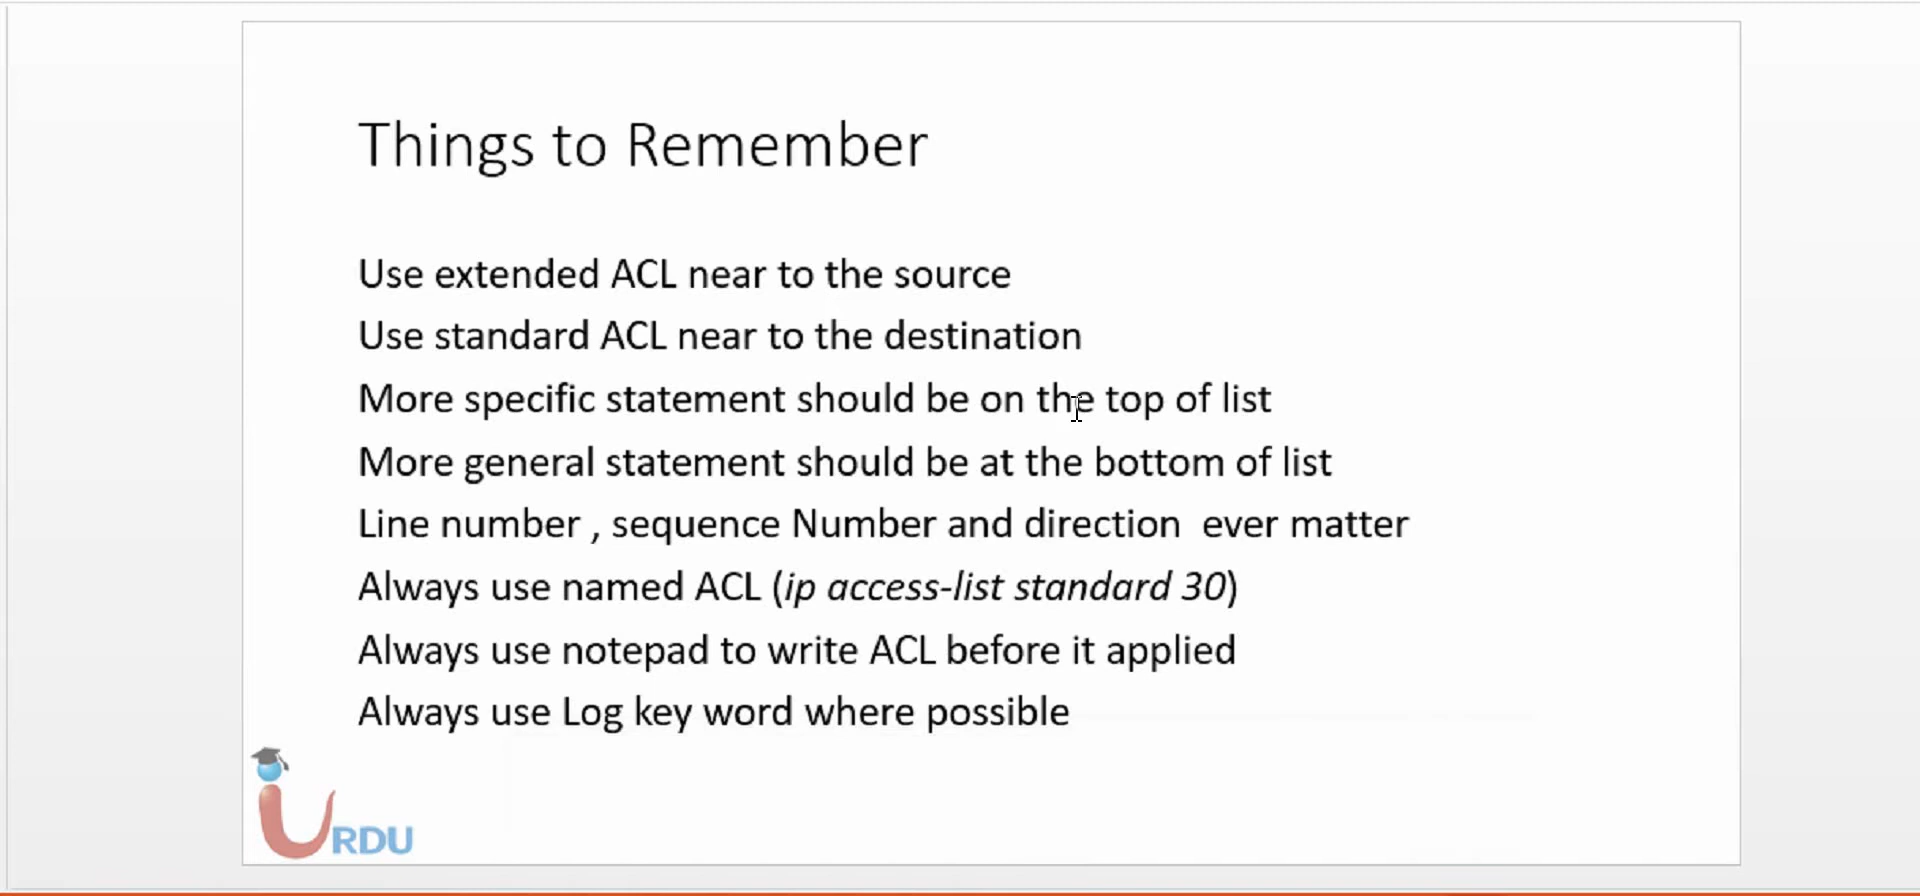 Things to Remember
Use extended ACL near to the source
Use standard ACL near to the destination
More specific statement should be on the top of list
More general statement should be at the bottom of list
Line number , sequence Number and direction  ever matter
Always use named ACL (ip access-list standard 30)
Always use notepad to write ACL before it applied
Always use Log key word where possible
iURDU